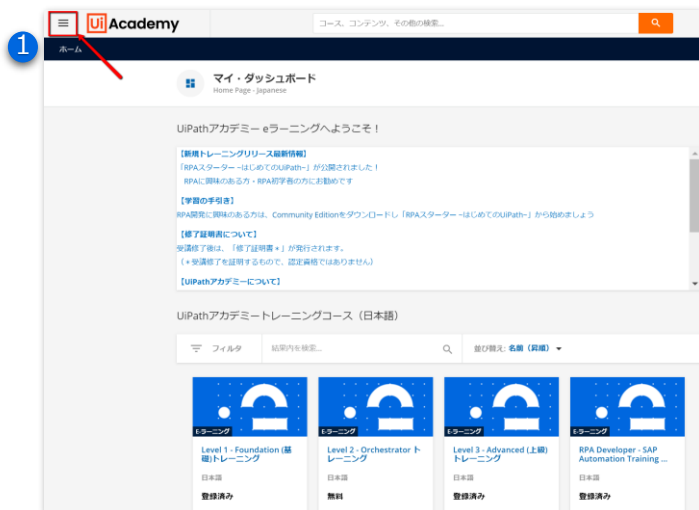 1
Ui Academy
コース、コンテンツ、その他の検索...
ホーム
マイ・ダッシュボード
Home Page - Japanese
UiPathアカデミー eラーニングへようこそ！
【新規トレーニングリリース最新情報】
「RPAスターター ~はじめてのUiPath~」が公開されました！
RPAに興味のある方・RPA初学者の方にお勧めです
【学習の手引き】
RPA開発に興味のある方は、Community Editionをダウンロードし「RPAスターター ~はじめてのUiPath~」から始めましょう
【修了証明書について】
受講修了後は、「修了証明書＊」が発行されます。
（＊受講修了を証明するもので、認定資格ではありません）
【UiPathアカデミーについて】
UiPathアカデミートレーニングコース（日本語）
フィルタ 結果内を検索... 並び替え: 名前（昇順）
E-ラーニング E-ラーニング E-ラーニング E-ラーニング
Level 1 - Foundation (基 Level 2 - Orchestrator ト Level 3 - Advanced (上級) RPA Developer - SAP
礎)トレーニング レーニング トレーニング Automation Training ...
日本語 日本語 日本語 日本語
登録済み 無料 登録済み 登録済み